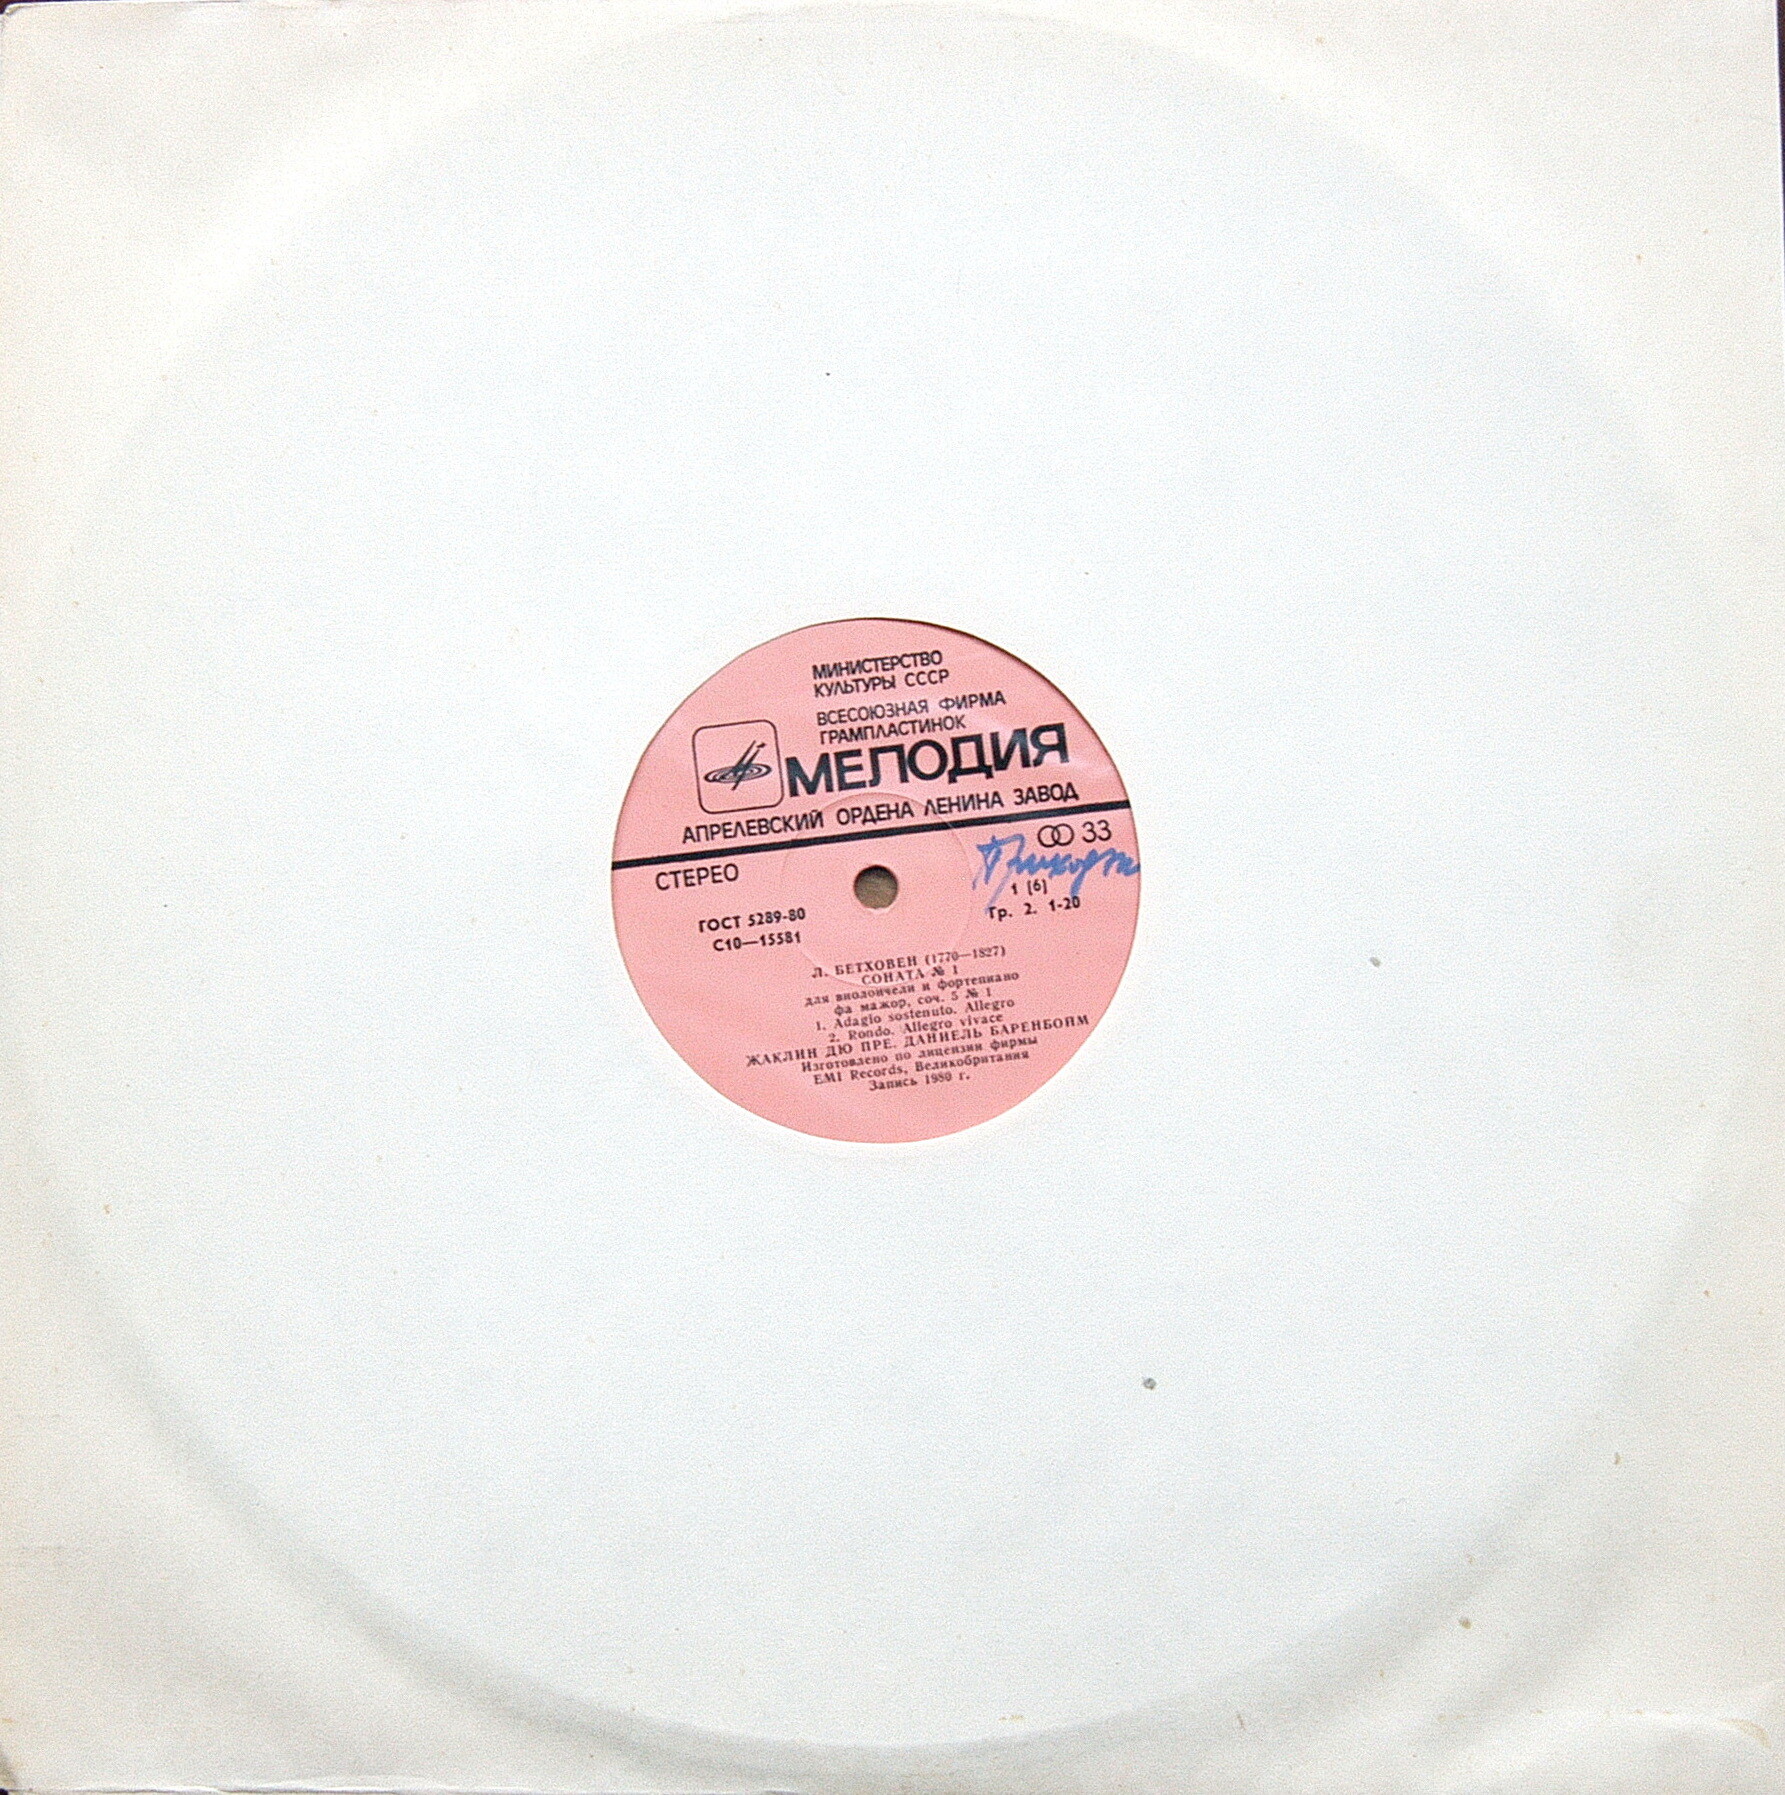 МИНИСТЕРСТВО
КУЛЬТУРЫ СССР
ВСЕСОЮЗНАЯ ФИРМА
ГРАМПЛАСТИНОК
МЕЛОДИЯ
АПРЕЛЕВСКИЙ ОРДЕНА ЛЕНИНА ЗАВОД
СТЕРЕО
33
1 [6]
Гр. 2. 1-20
ГОСТ 5289-80
С10—15581
Л. БЕТХОВЕН (1770—1827)
СОНАТА № 1
для виолончели и фортепиано
фа мажор, соч. 5 № 1
1. Adagio sostenuto. Allegro
2. Rondo. Allegro vivace
ЖАКЛИН ДЮ ПРЕ, ДАНИЕЛЬ БАРЕНБОЙМ
Изготовлено по лицензии фирмы
EMI Records, Великобритания
Запись 1980 г.